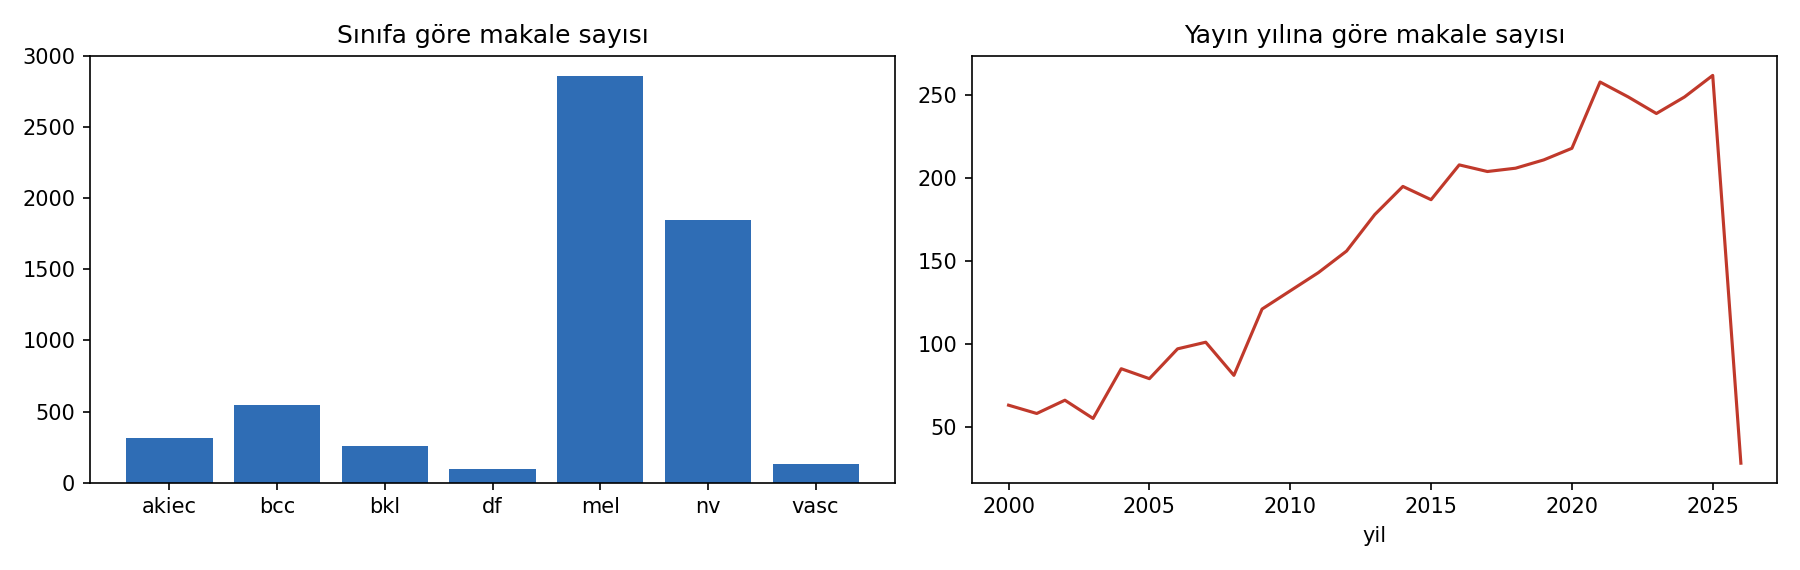 Sınıfa göre makale sayısı
3000
2500
2000
1500
1000
500
0
akiec bcc bkl df mel nv vasc
Yayın yılına göre makale sayısı
250
200
150
100
50
2000 2005 2010 2015 2020 2025
yil